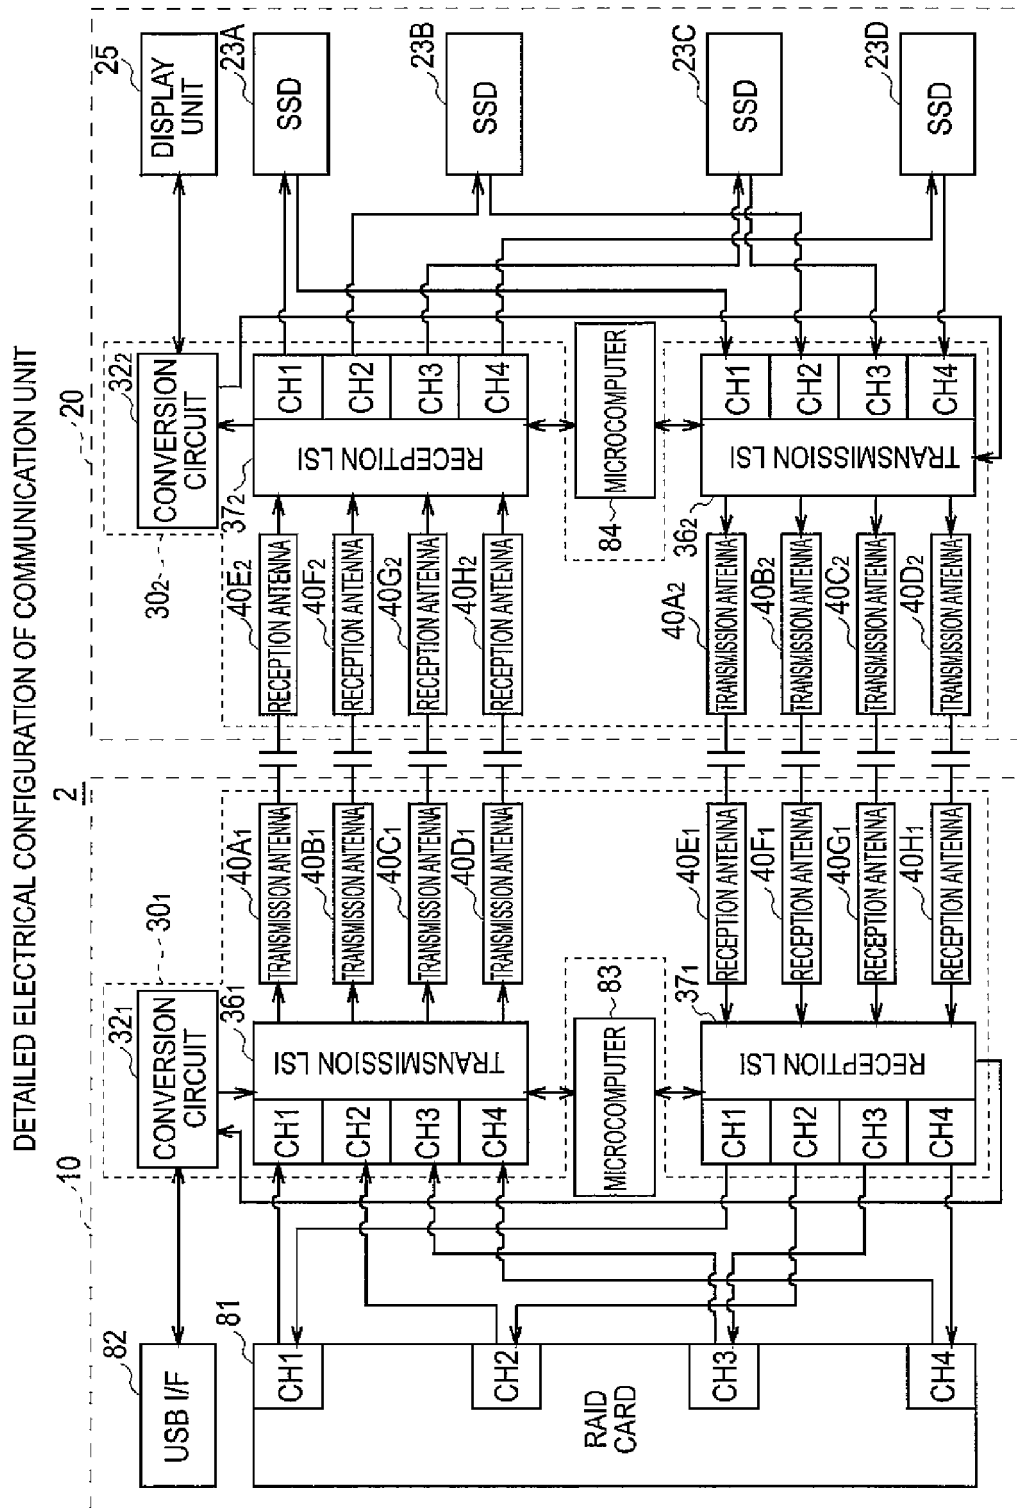 DETAILED ELECTRICAL CONFIGURATION OF COMMUNICATION UNIT
2
10
20
82
USB I/F
81
RAID
CARD
CH1
CH2
CH3
CH4
30₁
32₁
CONVERSION
CIRCUIT
36₁
TRANSMISSION LSI
CH1
CH2
CH3
CH4
83
MICROCOMPUTER
37₁
RECEPTION LSI
CH1
CH2
CH3
CH4
40A₁
TRANSMISSION ANTENNA
40B₁
TRANSMISSION ANTENNA
40C₁
TRANSMISSION ANTENNA
40D₁
TRANSMISSION ANTENNA
40E₁
RECEPTION ANTENNA
40F₁
RECEPTION ANTENNA
40G₁
RECEPTION ANTENNA
40H₁
RECEPTION ANTENNA
40E₂
RECEPTION ANTENNA
40F₂
RECEPTION ANTENNA
40G₂
RECEPTION ANTENNA
40H₂
RECEPTION ANTENNA
40A₂
TRANSMISSION ANTENNA
40B₂
TRANSMISSION ANTENNA
40C₂
TRANSMISSION ANTENNA
40D₂
TRANSMISSION ANTENNA
30₂
32₂
CONVERSION
CIRCUIT
37₂
RECEPTION LSI
CH1
CH2
CH3
CH4
84
MICROCOMPUTER
36₂
TRANSMISSION LSI
CH1
CH2
CH3
CH4
25
DISPLAY
UNIT
23A
SSD
23B
SSD
23C
SSD
23D
SSD